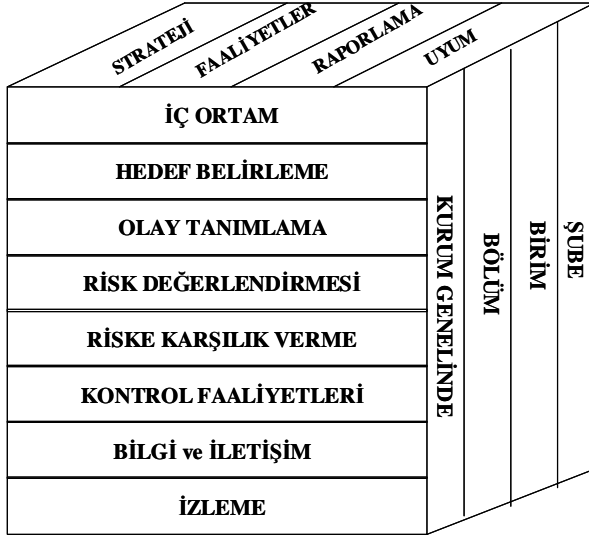 STRATEJİ
FAALİYETLER
RAPORLAMA
UYUM
İÇ ORTAM
HEDEF BELİRLEME
OLAY TANIMLAMA
RİSK DEĞERLENDİRMESİ
RİSKE KARŞILIK VERME
KONTROL FAALİYETLERİ
BİLGİ ve İLETİŞİM
İZLEME
KURUM GENELİNDE
BÖLÜM
BİRİM
ŞUBE